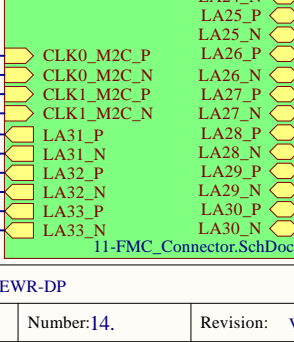 LA25_P
LA25_N
CLK0_M2C_P LA26_P
CLK0_M2C_N LA26_N
CLK1_M2C_P LA27_P
CLK1_M2C_N LA27_N
LA31_P LA28_P
LA31_N LA28_N
LA32_P LA29_P
LA32_N LA29_N
LA33_P LA30_P
LA33_N LA30_N
11-FMC_Connector.SchDoc
EWR-DP
Number:14. Revision: